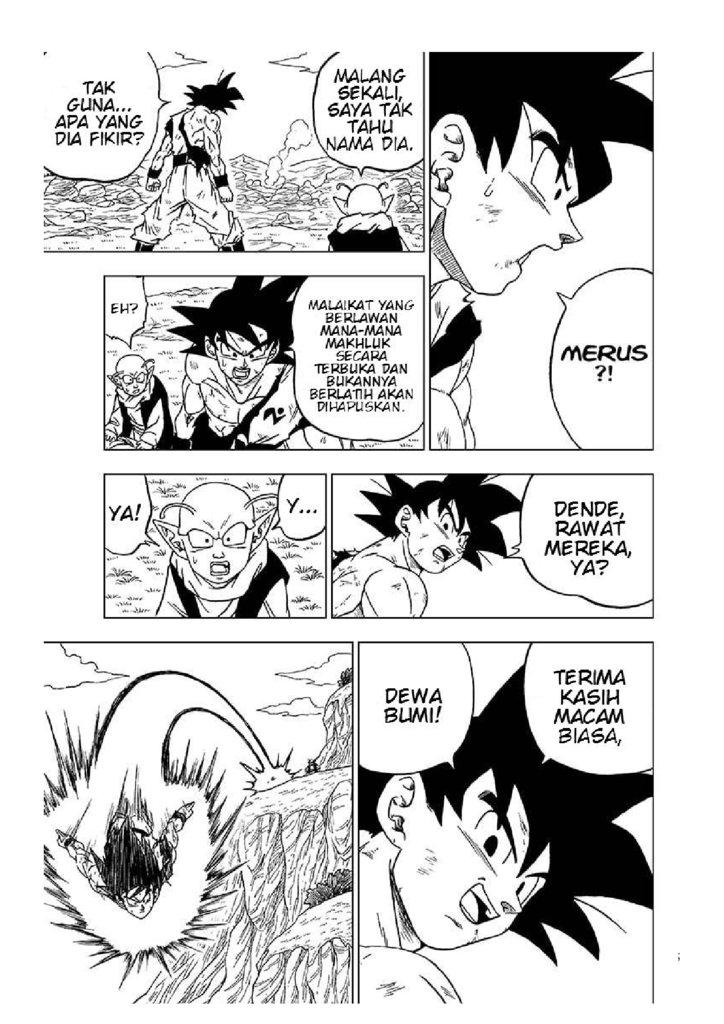 MALANG
SEKALI,
SAYA TAK
TAHU
NAMA DIA.
TAK
GUNA...
APA YANG
DIA FIKIR?
MERUS
?!
MALAIKAT YANG
BERLAWAN
MANA-MANA
MAKHLUK
SECARA
TERBUKA DAN
BUKANNYA
BERLATIH AKAN
DIHAPUSKAN.
EH?
DENDE,
RAWAT
MEREKA,
YA?
Y...
YA!
TERIMA
KASIH
MACAM
BIASA,
DEWA
BUMI!